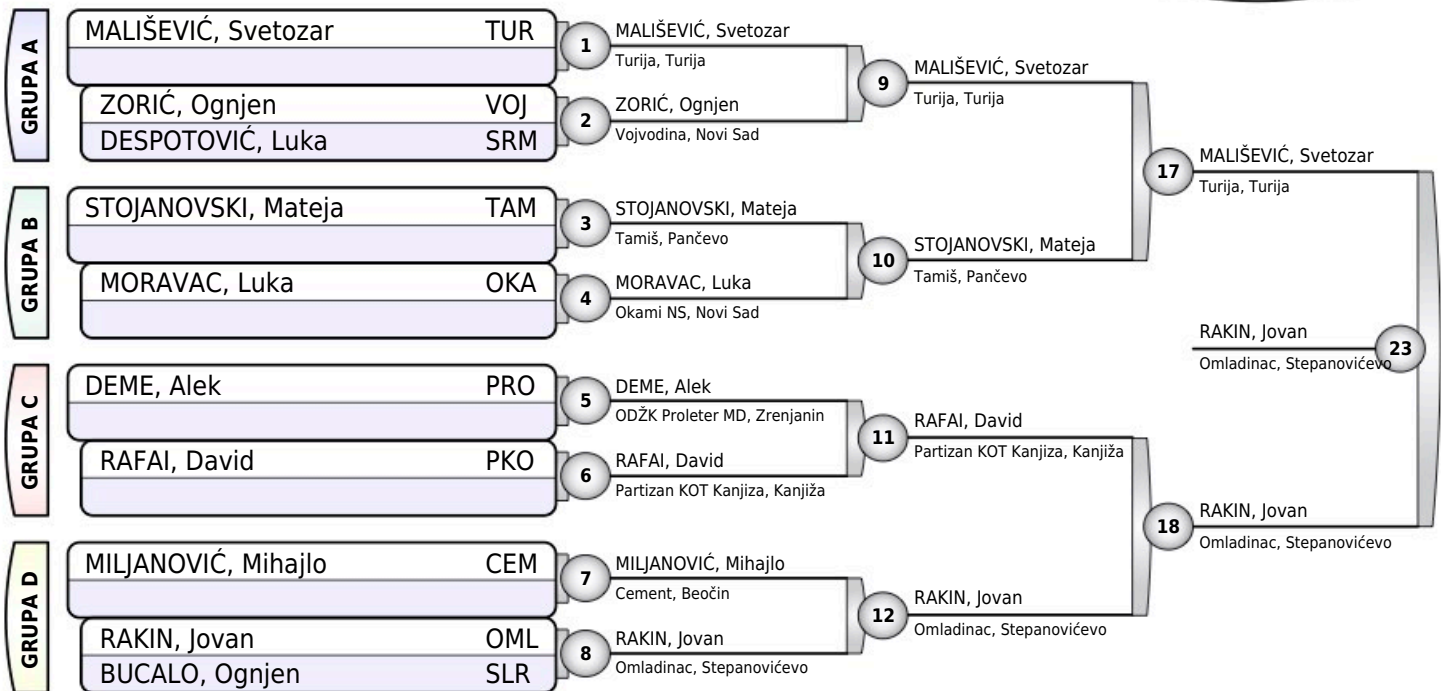 GRUPA A
MALIŠEVIĆ, Svetozar TUR
ZORIĆ, Ognjen VOJ
DESPOTOVIĆ, Luka SRM
GRUPA B
STOJANOVSKI, Mateja TAM
MORAVAC, Luka OKA
GRUPA C
DEME, Alek PRO
RAFAI, David PKO
GRUPA D
MILJANOVIĆ, Mihajlo CEM
RAKIN, Jovan OML
BUCALO, Ognjen SLR
1
MALIŠEVIĆ, Svetozar
Turija, Turija
2
ZORIĆ, Ognjen
Vojvodina, Novi Sad
3
STOJANOVSKI, Mateja
Tamiš, Pančevo
4
MORAVAC, Luka
Okami NS, Novi Sad
5
DEME, Alek
ODŽK Proleter MD, Zrenjanin
6
RAFAI, David
Partizan KOT Kanjiza, Kanjiža
7
MILJANOVIĆ, Mihajlo
Cement, Beočin
8
RAKIN, Jovan
Omladinac, Stepanovićevo
9
MALIŠEVIĆ, Svetozar
Turija, Turija
10
STOJANOVSKI, Mateja
Tamiš, Pančevo
11
RAFAI, David
Partizan KOT Kanjiza, Kanjiža
12
RAKIN, Jovan
Omladinac, Stepanovićevo
17
MALIŠEVIĆ, Svetozar
Turija, Turija
18
RAKIN, Jovan
Omladinac, Stepanovićevo
RAKIN, Jovan
Omladinac, Stepanovićevo
23